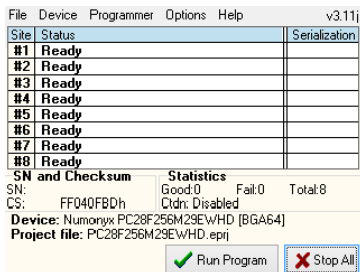 File Device Programmer Options Help v3.11j
Site Status Serialization
#1 Ready
#2 Ready
#3 Ready
#4 Ready
#5 Ready
#6 Ready
#7 Ready
#8 Ready
SN and Checksum Statistics
SN: Good:0 Fail:0 Total:8
CS: FF040FBDh Ctdn: Disabled
Device: Numonyx PC28F256M29EWHD [BGA64]
Project file: PC28F256M29EWHD.eprj
Run Program Stop All